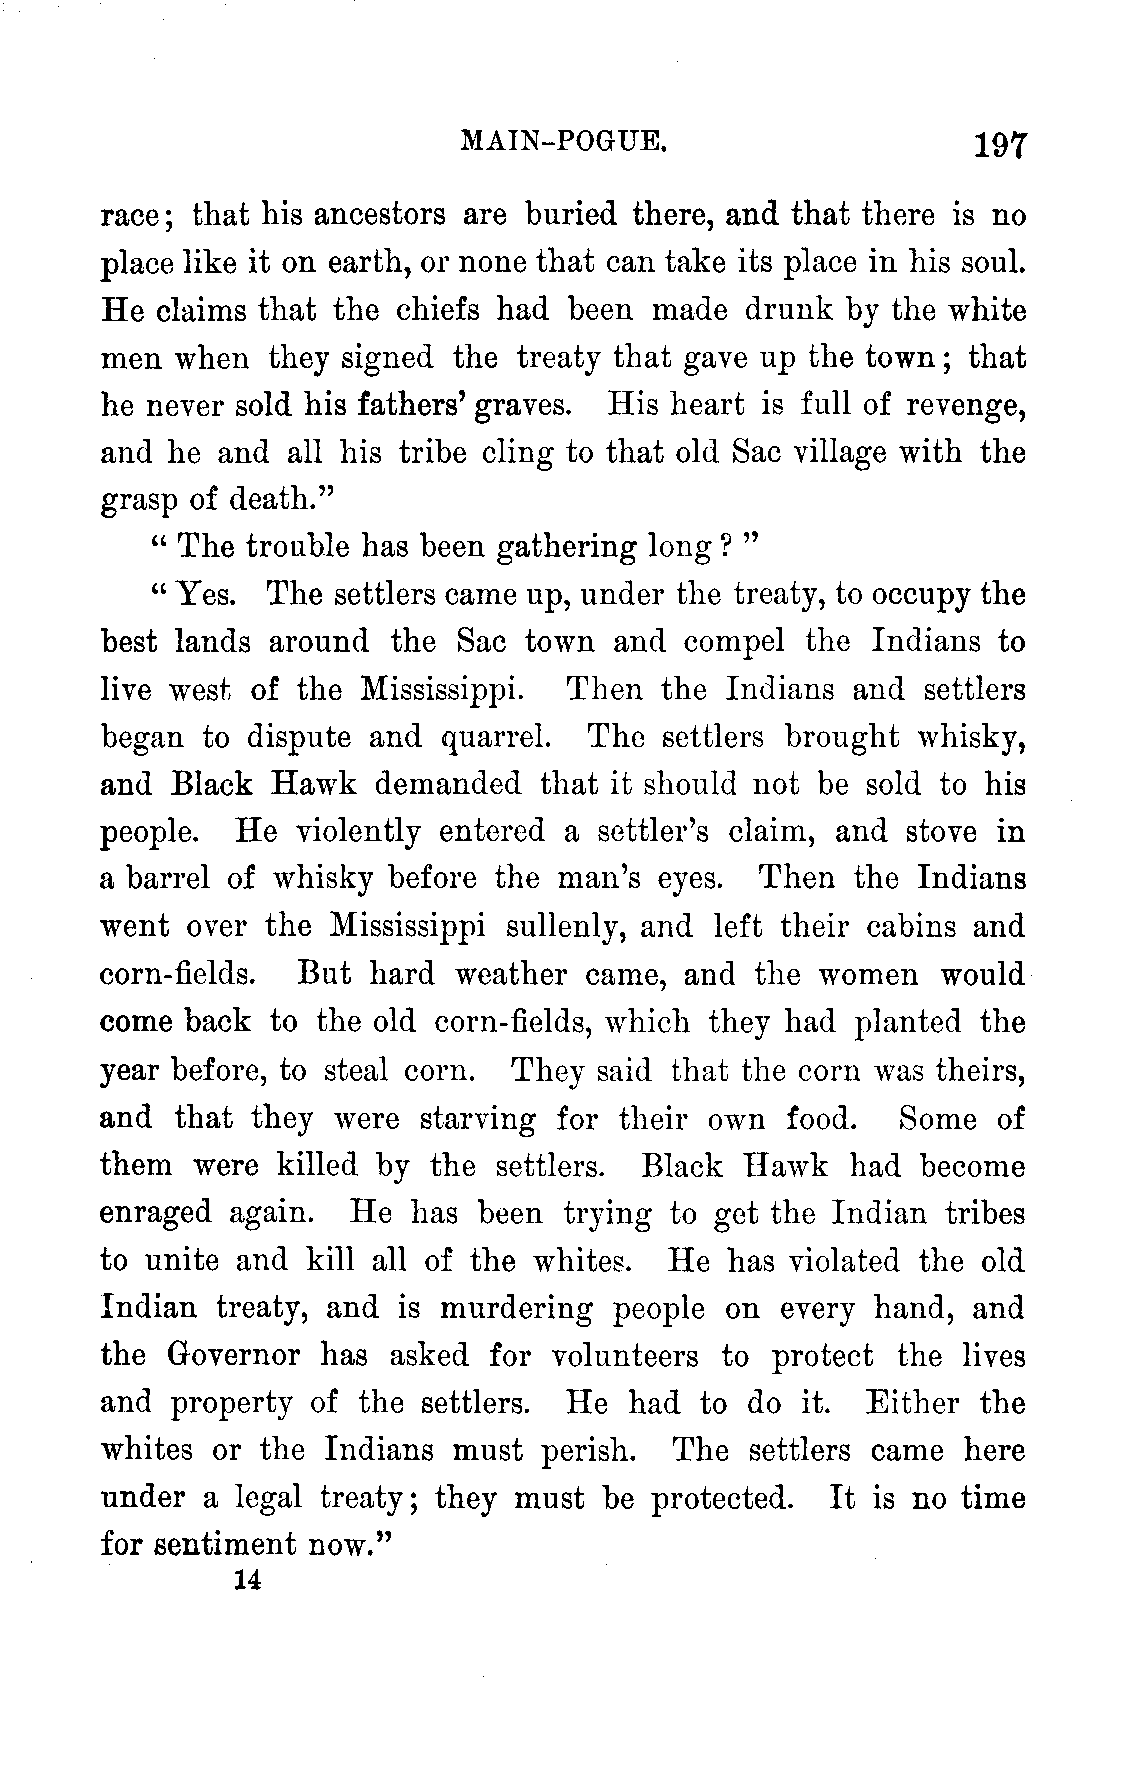 MAIN-POGUE. 197
race; that his ancestors are buried there, and that there is no
place like it on earth, or none that can take its place in his soul.
He claims that the chiefs had been made drunk by the white
men when they signed the treaty that gave up the town; that
he never sold his fathers' graves. His heart is full of revenge,
and he and all his tribe cling to that old Sac village with the
grasp of death."
" The trouble has been gathering long ? "
" Yes. The settlers came up, under the treaty, to occupy the
best lands around the Sac town and compel the Indians to
live west of the Mississippi. Then the Indians and settlers
began to dispute and quarrel. The settlers brought whisky,
and Black Hawk demanded that it should not be sold to his
people. He violently entered a settler's claim, and stove in
a barrel of whisky before the man's eyes. Then the Indians
went over the Mississippi sullenly, and left their cabins and
corn-fields. But hard weather came, and the women would
come back to the old corn-fields, which they had planted the
year before, to steal corn. They said that the corn was theirs,
and that they were starving for their own food. Some of
them were killed by the settlers. Black Hawk had become
enraged again. He has been trying to get the Indian tribes
to unite and kill all of the whites. He has violated the old
Indian treaty, and is murdering people on every hand, and
the Governor has asked for volunteers to protect the lives
and property of the settlers. He had to do it. Either the
whites or the Indians must perish. The settlers came here
under a legal treaty; they must be protected. It is no time
for sentiment now."
14